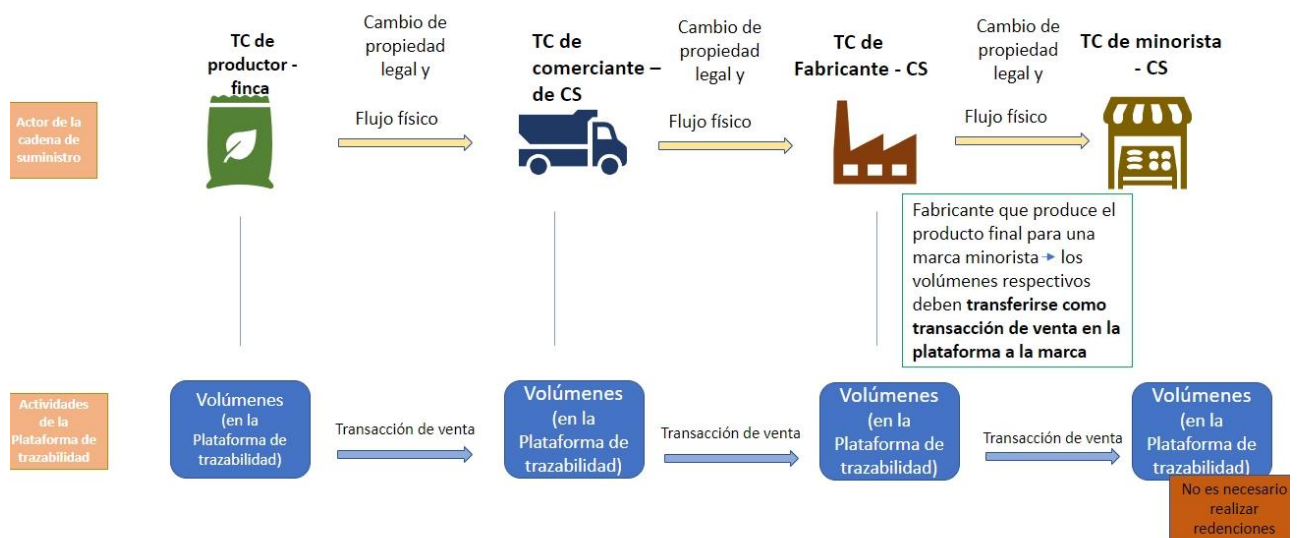 TC de
productor -
finca
Cambio de
propiedad
legal y
Flujo físico
TC de
comerciante –
de CS
Cambio de
propiedad
legal y
Flujo físico
TC de
Fabricante - CS
Cambio de
propiedad
legal y
Flujo físico
TC de minorista
- CS
Actor de la
cadena de
suministro
Fabricante que produce el
producto final para una
marca minorista → los
volúmenes respectivos
deben transferirse como
transacción de venta en la
plataforma a la marca
Actividades
de la
Plataforma de
trazabilidad
Volúmenes
(en la
Plataforma de
trazabilidad)
Transacción de venta
Volúmenes
(en la
Plataforma de
trazabilidad)
Transacción de venta
Volúmenes
(en la
Plataforma de
trazabilidad)
Transacción de venta
Volúmenes
(en la
Plataforma de
trazabilidad)
No es necesario
realizar
redenciones